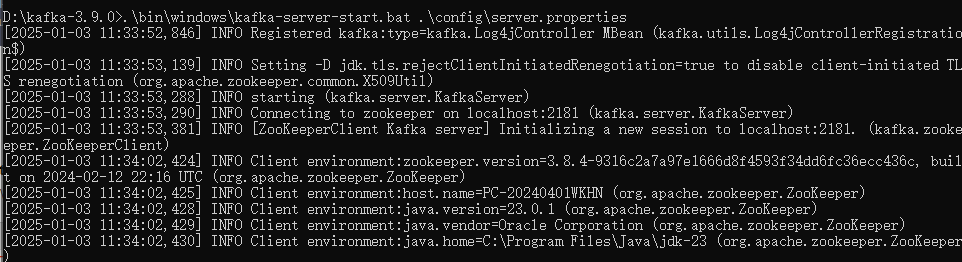 D:\kafka-3.9.0>.\bin\windows\kafka-server-start.bat .\config\server.properties
[2025-01-03 11:33:52,846] INFO Registered kafka:type=kafka.Log4jController MBean (kafka.utils.Log4jControllerRegistratio
n$)
[2025-01-03 11:33:53,139] INFO Setting -D jdk.tls.rejectClientInitiatedRenegotiation=true to disable client-initiated TL
S renegotiation (org.apache.zookeeper.common.X509Util)
[2025-01-03 11:33:53,288] INFO starting (kafka.server.KafkaServer)
[2025-01-03 11:33:53,290] INFO Connecting to zookeeper on localhost:2181 (kafka.server.KafkaServer)
[2025-01-03 11:33:53,381] INFO [ZooKeeperClient Kafka server] Initializing a new session to localhost:2181. (kafka.zooke
eper.ZooKeeperClient)
[2025-01-03 11:34:02,424] INFO Client environment:zookeeper.version=3.8.4-9316c2a7a97e1666d8f4593f34dd6fc36ecc436c, buil
t on 2024-02-12 22:16 UTC (org.apache.zookeeper.ZooKeeper)
[2025-01-03 11:34:02,425] INFO Client environment:host.name=PC-20240401WKHN (org.apache.zookeeper.ZooKeeper)
[2025-01-03 11:34:02,428] INFO Client environment:java.version=23.0.1 (org.apache.zookeeper.ZooKeeper)
[2025-01-03 11:34:02,429] INFO Client environment:java.vendor=Oracle Corporation (org.apache.zookeeper.ZooKeeper)
[2025-01-03 11:34:02,430] INFO Client environment:java.home=C:\Program Files\Java\jdk-23 (org.apache.zookeeper.ZooKeeper
)